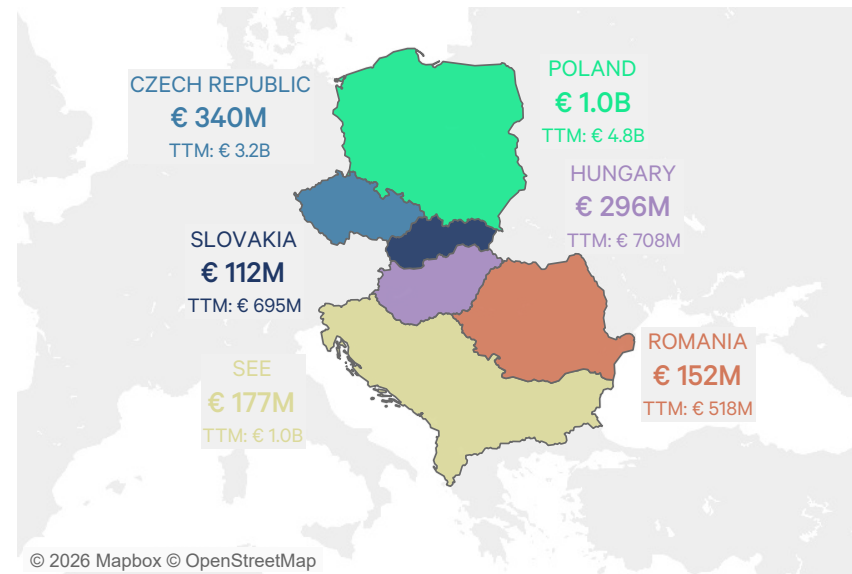 CZECH REPUBLIC
€ 340M
TTM: € 3.2B
POLAND
€ 1.0B
TTM: € 4.8B
HUNGARY
€ 296M
TTM: € 708M
SLOVAKIA
€ 112M
TTM: € 695M
ROMANIA
€ 152M
TTM: € 518M
SEE
€ 177M
TTM: € 1.0B
© 2026 Mapbox © OpenStreetMap